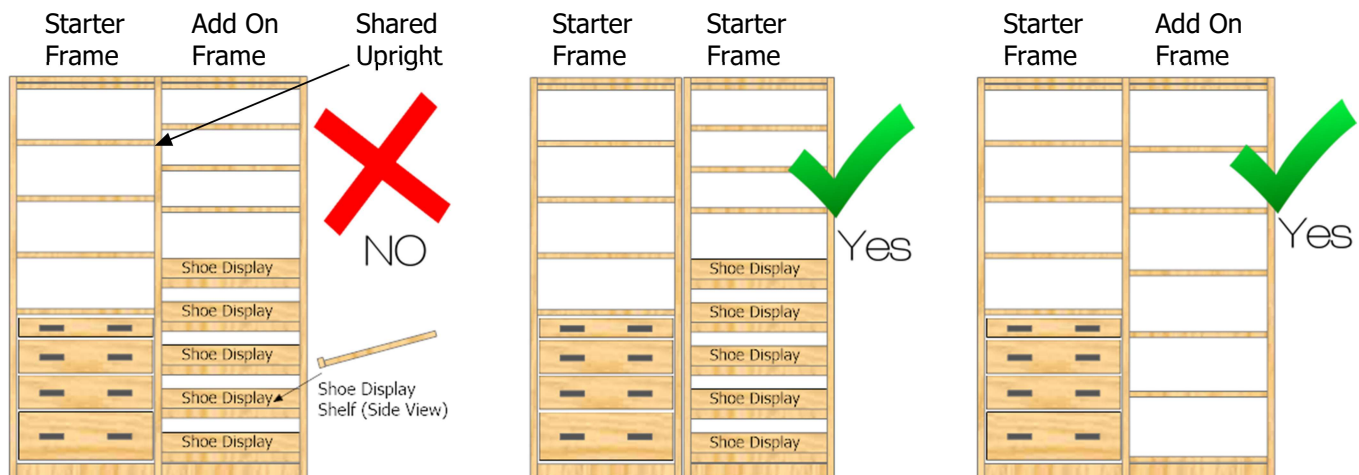 Starter
Frame
Add On
Frame
Shared
Upright
NO
Shoe Display
Shoe Display
Shoe Display
Shoe Display
Shoe Display
Shoe Display
Shelf (Side View)
Starter
Frame
Starter
Frame
Yes
Shoe Display
Shoe Display
Shoe Display
Shoe Display
Shoe Display
Starter
Frame
Add On
Frame
Yes